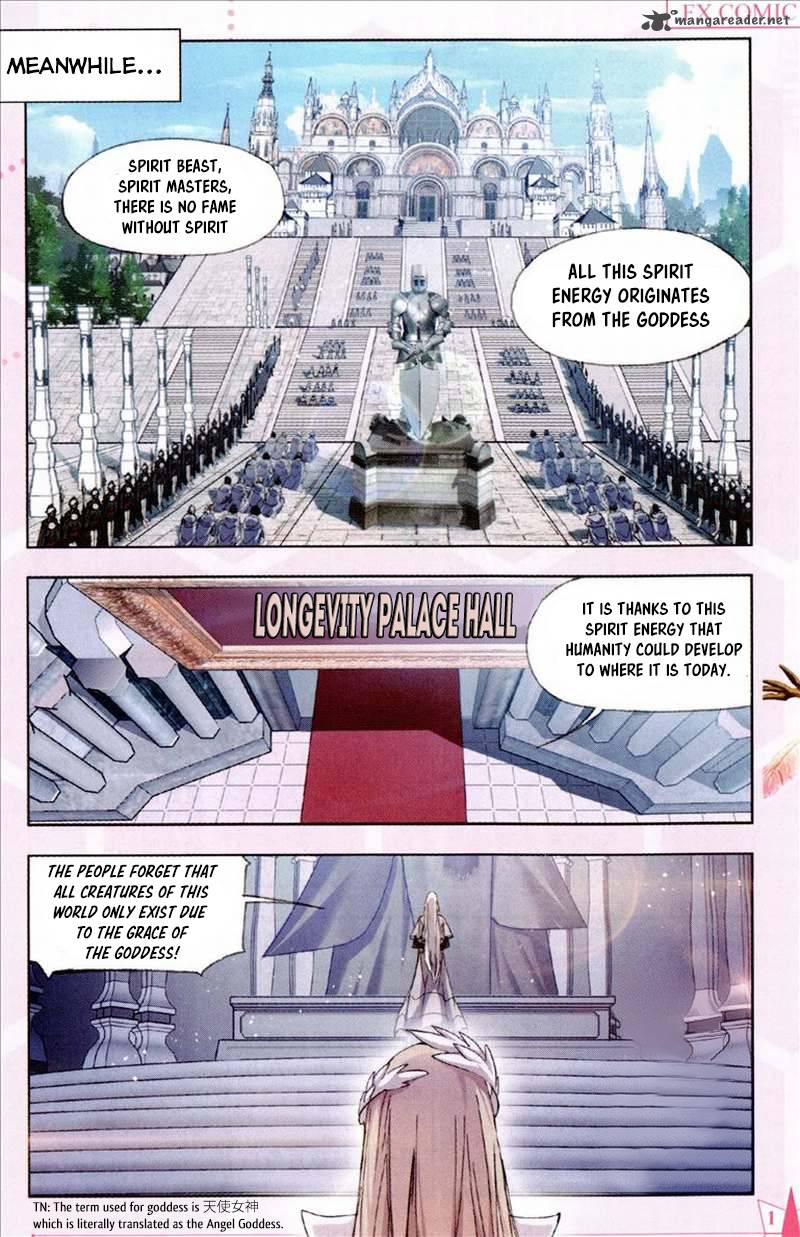 EX COMIC
mangareader.net
MEANWHILE...
SPIRIT BEAST,
SPIRIT MASTERS,
THERE IS NO FAME
WITHOUT SPIRIT
ALL THIS SPIRIT
ENERGY ORIGINATES
FROM THE GODDESS
LONGEVITY PALACE HALL
IT IS THANKS TO THIS
SPIRIT ENERGY THAT
HUMANITY COULD DEVELOP
TO WHERE IT IS TODAY.
THE PEOPLE FORGET THAT
ALL CREATURES OF THIS
WORLD ONLY EXIST DUE
TO THE GRACE OF
THE GODDESS!
TN: The term used for goddess is 天使女神
which is literally translated as the Angel Goddess.
1